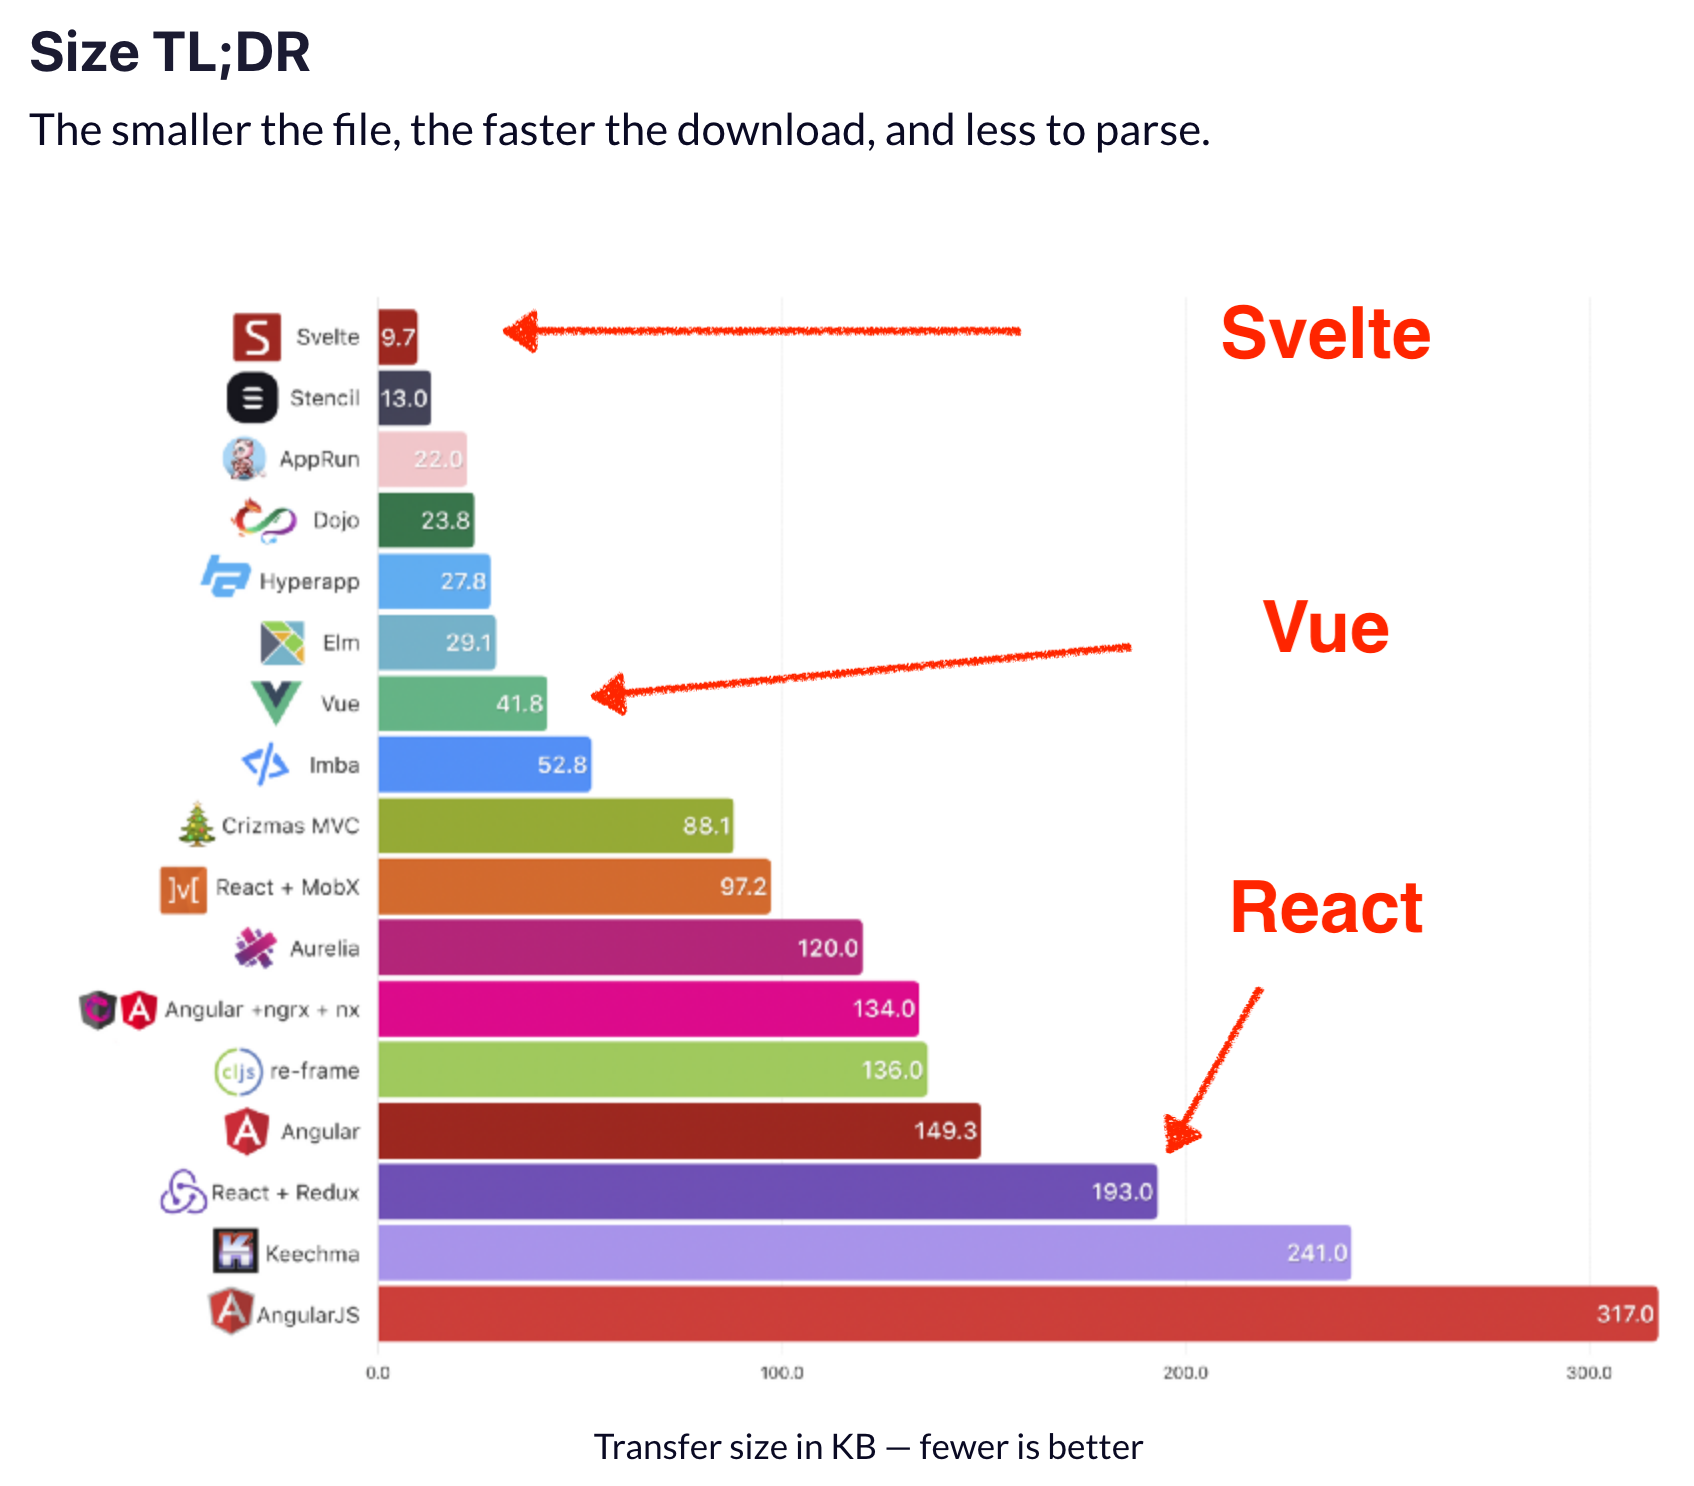 Size TL;DR
The smaller the file, the faster the download, and less to parse.
Svelte 9.7 Svelte
Stencil 13.0
AppRun 22.0
Dojo 23.8
Hyperapp 27.8
Elm 29.1 Vue
Vue 41.8
Imba 52.8
Crizmas MVC 88.1
]v[ React + MobX 97.2 React
Aurelia 120.0
Angular +ngrx + nx 134.0
cljs re-frame 136.0
Angular 149.3
React + Redux 193.0
Keechma 241.0
AngularJS 317.0
0.0 100.0 200.0 300.0
Transfer size in KB — fewer is better